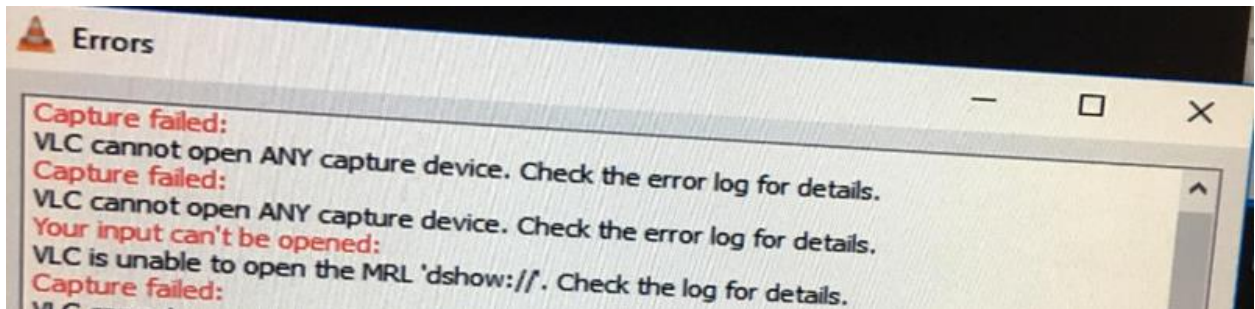 Errors
Capture failed:
VLC cannot open ANY capture device. Check the error log for details.
Capture failed:
VLC cannot open ANY capture device. Check the error log for details.
Your input can't be opened:
VLC is unable to open the MRL 'dshow://'. Check the log for details.
Capture failed: